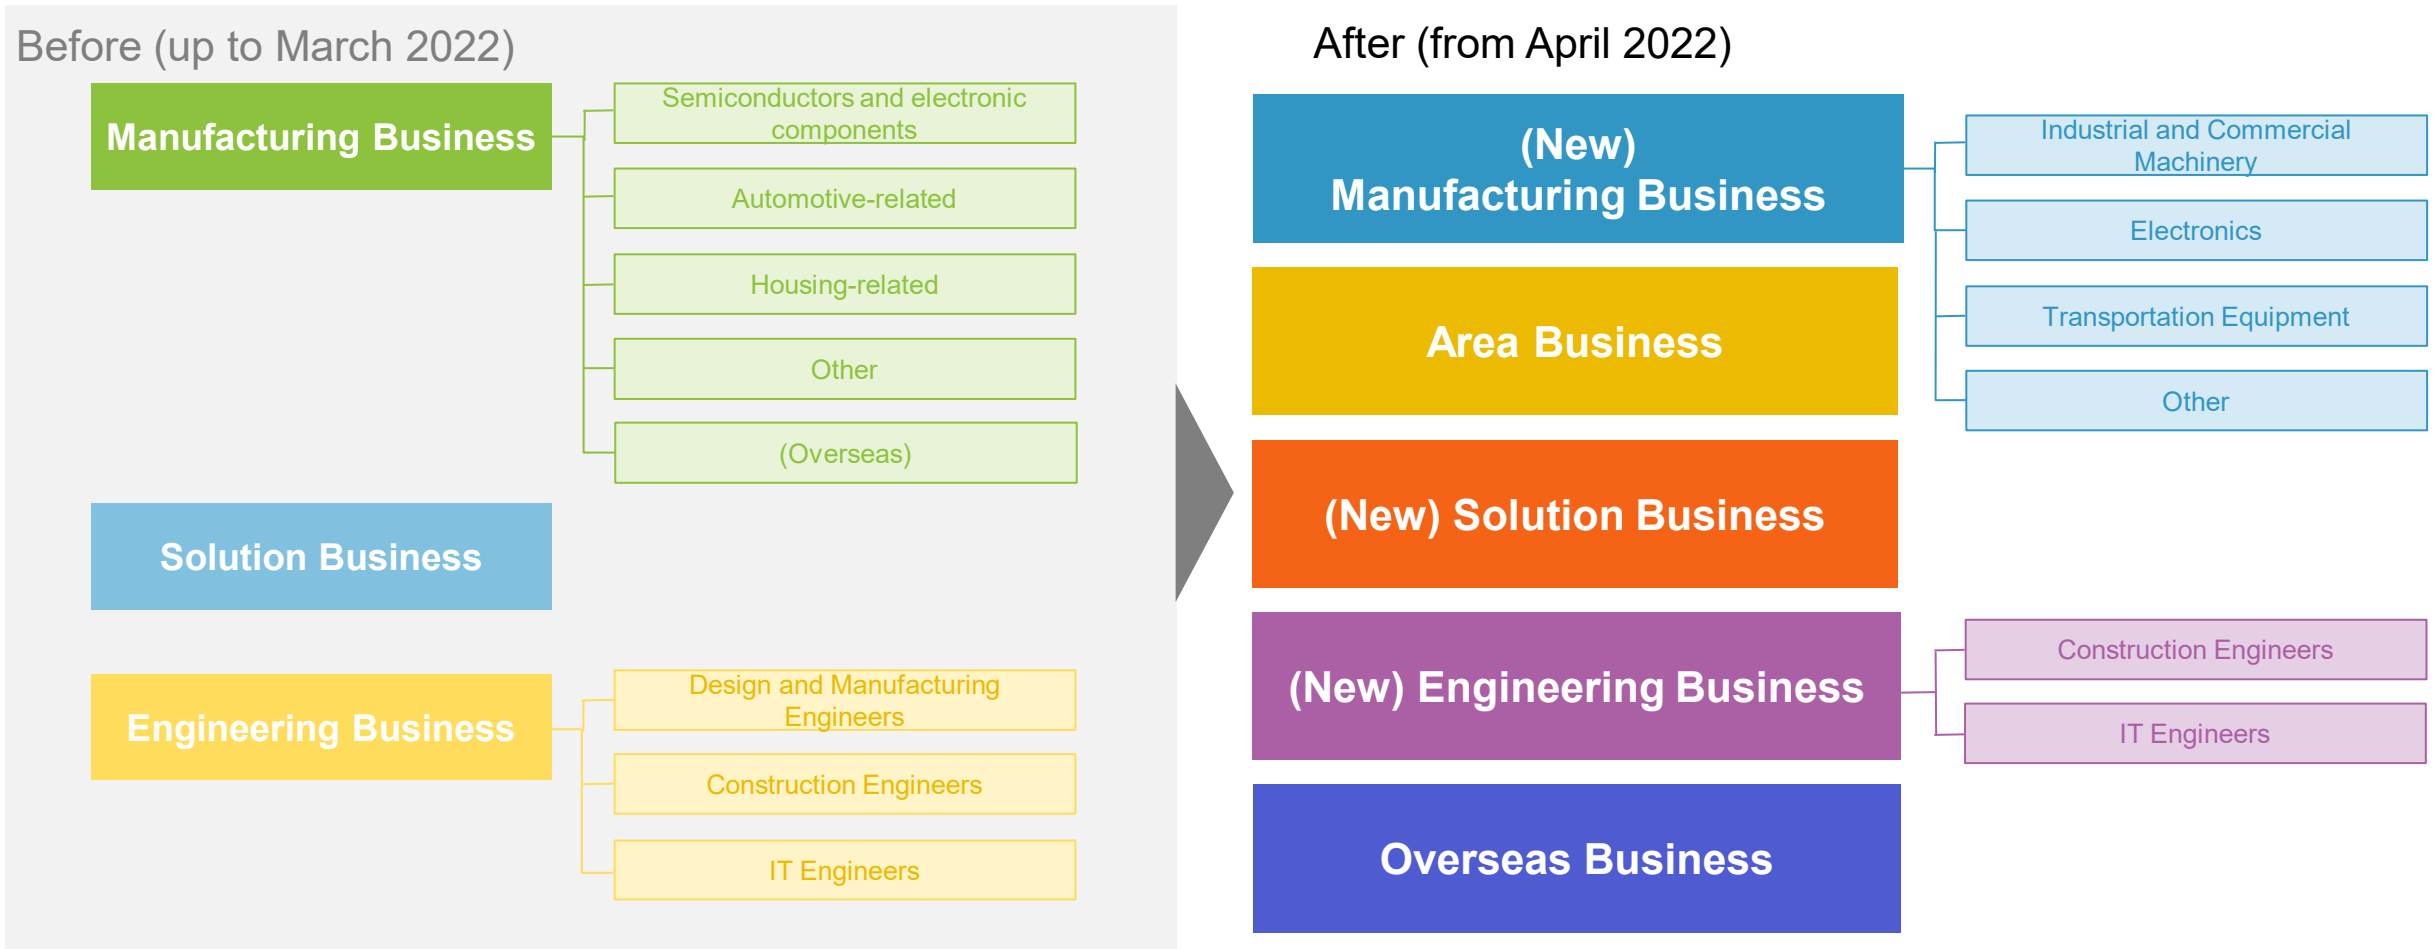 Before (up to March 2022)
Manufacturing Business
Semiconductors and electronic
components
Automotive-related
Housing-related
Other
(Overseas)
Solution Business
Engineering Business
Design and Manufacturing
Engineers
Construction Engineers
IT Engineers
After (from April 2022)
(New)
Manufacturing Business
Industrial and Commercial
Machinery
Electronics
Transportation Equipment
Other
Area Business
(New) Solution Business
(New) Engineering Business
Construction Engineers
IT Engineers
Overseas Business